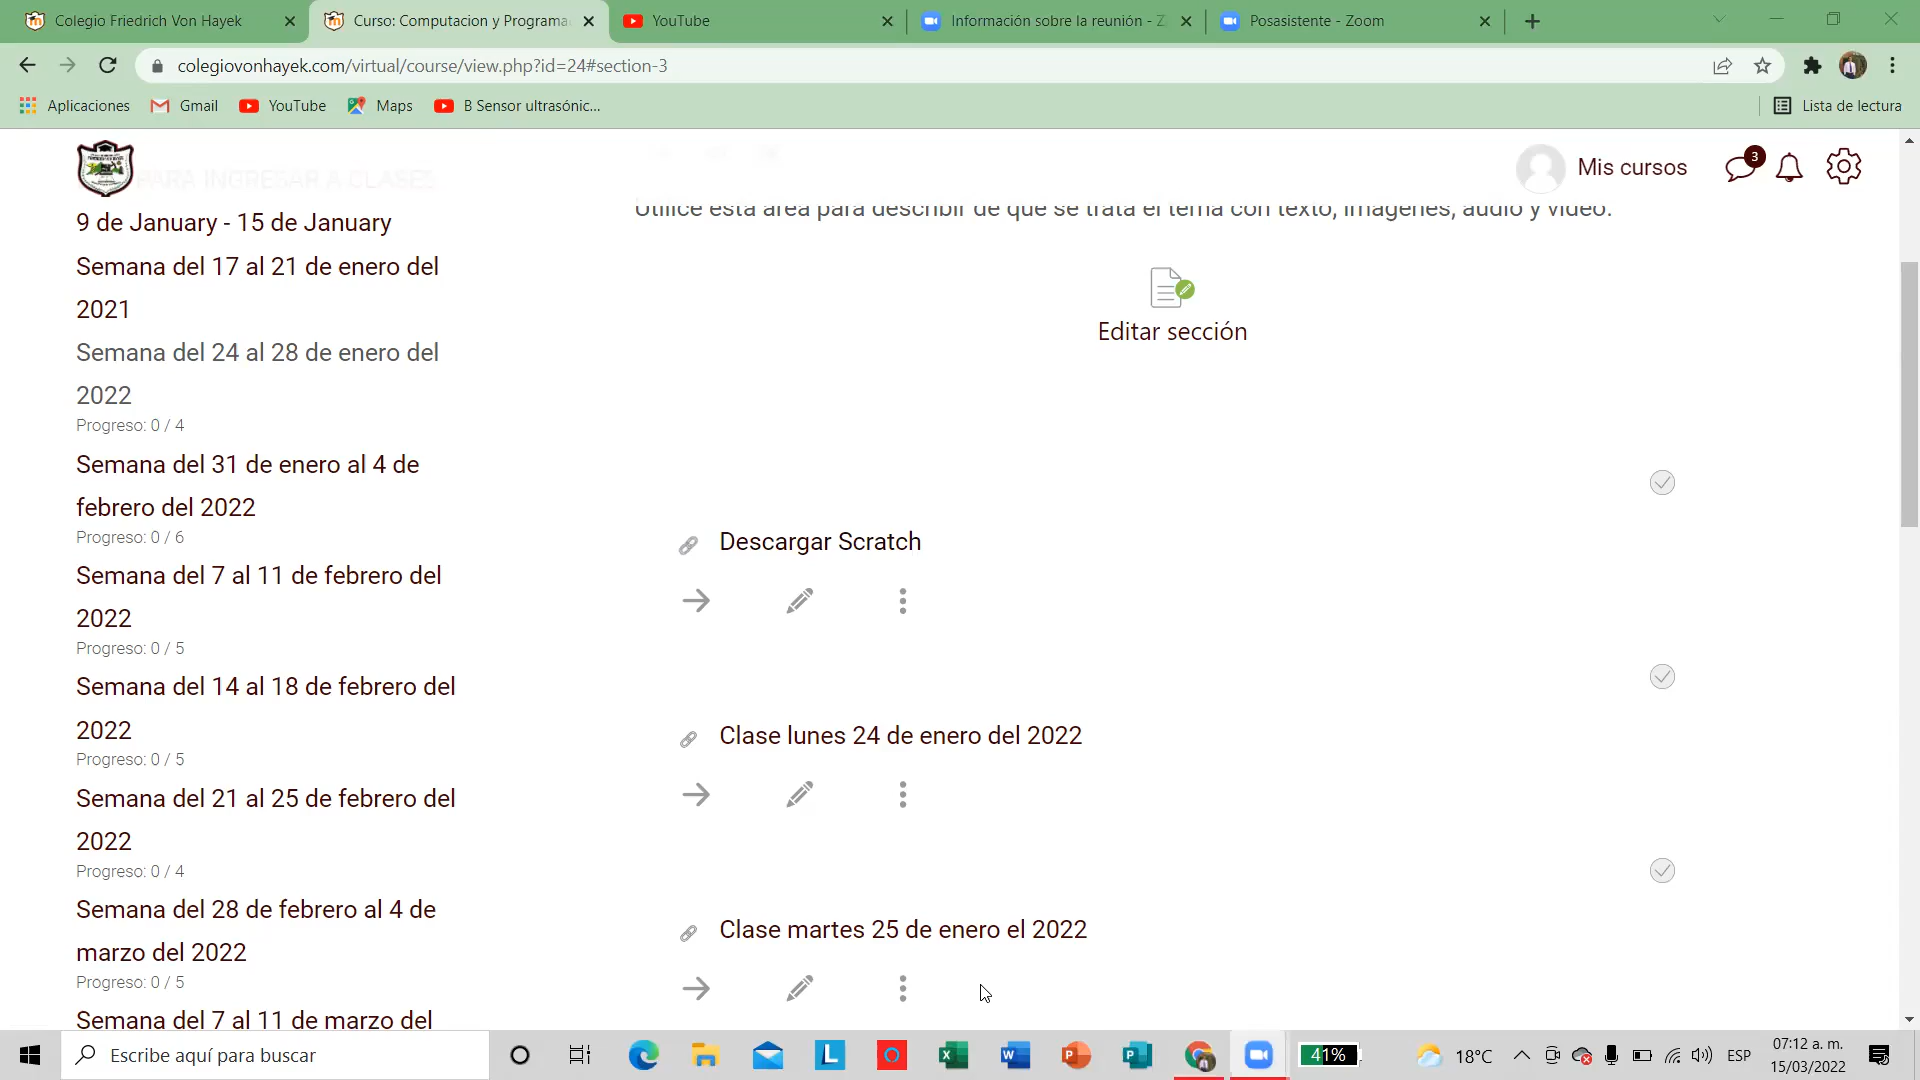 Colegio Friedrich Von Hayek
Curso: Computacion y Programa
YouTube
Información sobre la reunión - Z
Posasistente - Zoom
colegiovonhayek.com/virtual/course/view.php?id=24#section-3
Aplicaciones
Gmail
YouTube
Maps
B Sensor ultrasónic...
Lista de lectura
PARA INGRESAR A CLASES
Mis cursos
3
9 de January - 15 de January
Semana del 17 al 21 de enero del
2021
Semana del 24 al 28 de enero del
2022
Progreso: 0 / 4
Semana del 31 de enero al 4 de
febrero del 2022
Progreso: 0 / 6
Semana del 7 al 11 de febrero del
2022
Progreso: 0 / 5
Semana del 14 al 18 de febrero del
2022
Progreso: 0 / 5
Semana del 21 al 25 de febrero del
2022
Progreso: 0 / 4
Semana del 28 de febrero al 4 de
marzo del 2022
Progreso: 0 / 5
Semana del 7 al 11 de marzo del
Utilice esta área para describir de que se trata el tema con texto, imágenes, audio y video.
Editar sección
Descargar Scratch
Clase lunes 24 de enero del 2022
Clase martes 25 de enero el 2022
Escribe aquí para buscar
41%
18°C
ESP
07:12 a. m.
15/03/2022